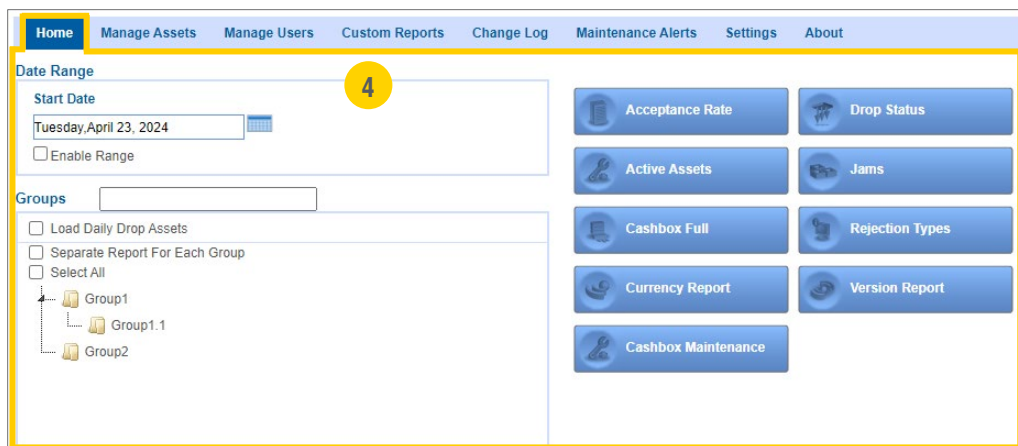 Home Manage Assets Manage Users Custom Reports Change Log Maintenance Alerts Settings About
Date Range
4
Start Date
Tuesday,April 23, 2024
Enable Range
Groups
Load Daily Drop Assets
Separate Report For Each Group
Select All
Group1
Group1.1
Group2
Acceptance Rate
Drop Status
Active Assets
Jams
Cashbox Full
Rejection Types
Currency Report
Version Report
Cashbox Maintenance